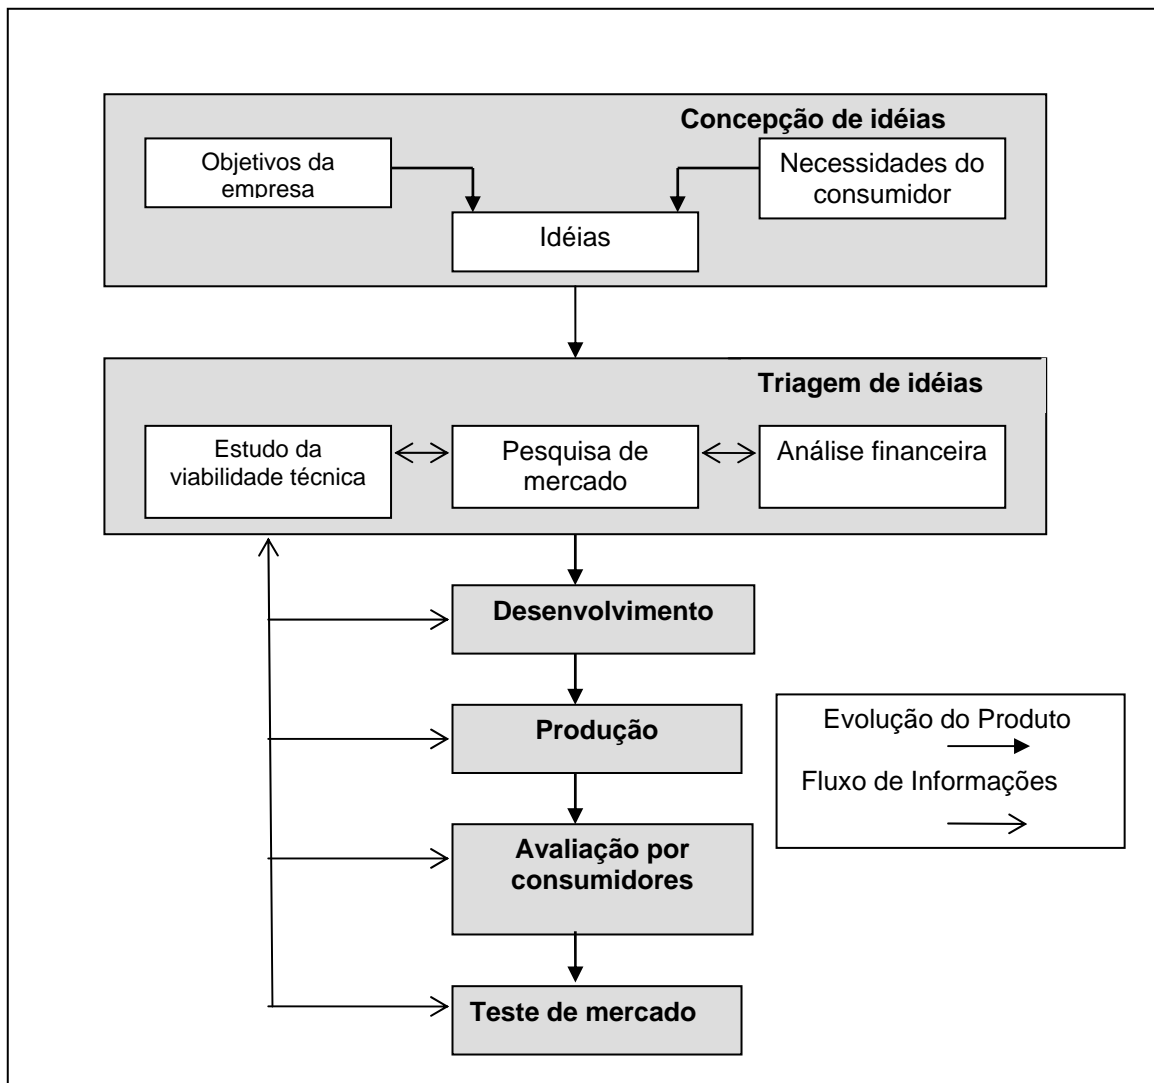 Concepção de idéias
Objetivos da
empresa
Necessidades do
consumidor
Idéias
Triagem de idéias
Estudo da
viabilidade técnica
Pesquisa de
mercado
Análise financeira
Desenvolvimento
Produção
Evolução do Produto
Fluxo de Informações
Avaliação por
consumidores
Teste de mercado